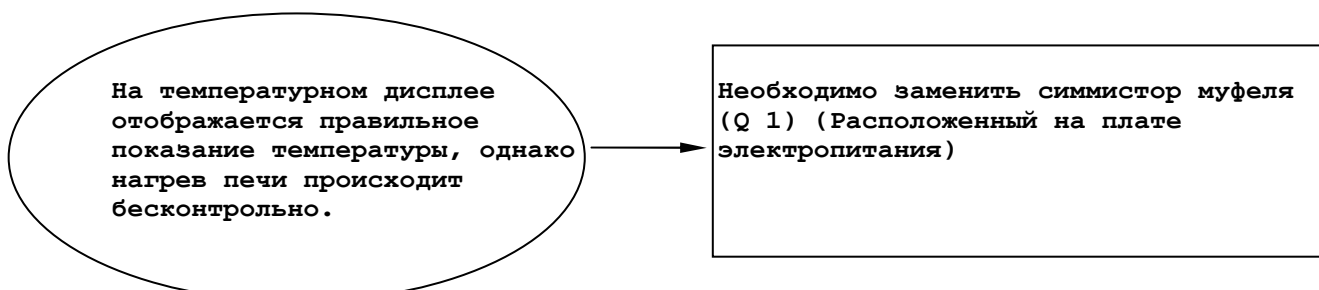 На температурном дисплее
отображается правильное
показание температуры, однако
нагрев печи происходит
бесконтрольно.
Необходимо заменить симмистор муфеля
(Q 1) (Расположенный на плате
электропитания)